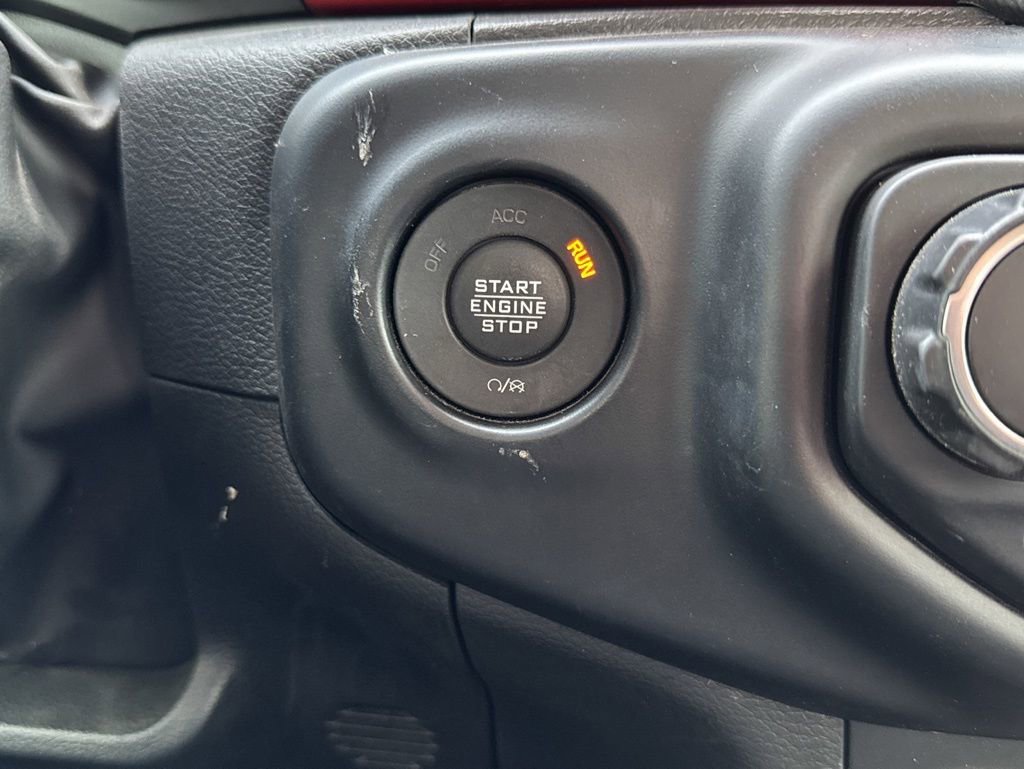 ACC
OFF
RUN
START
ENGINE
STOP